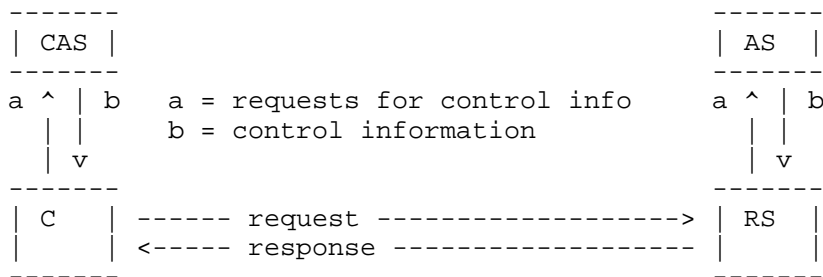 -------                                       -------
| CAS |                                       | AS  |
-------                                       -------
a ^ | b   a = requests for control info   a ^ | b
  | |     b = control information           | |
  | v                                         | v
-------                                       -------
| C   | ------ request --------------------> | RS  |
|     | <----- response -------------------- |     |
-------                                       -------